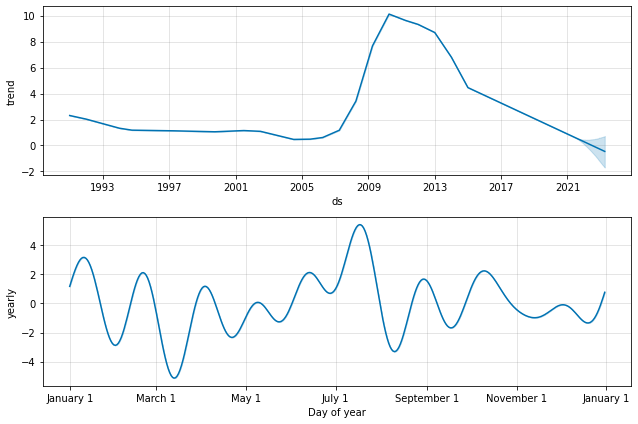 10
8
6
4
2
0
−2
trend
1993 1997 2001 2005 2009 2013 2017 2021
ds
4
2
0
−2
−4
yearly
January 1 March 1 May 1 July 1 September 1 November 1 January 1
Day of year